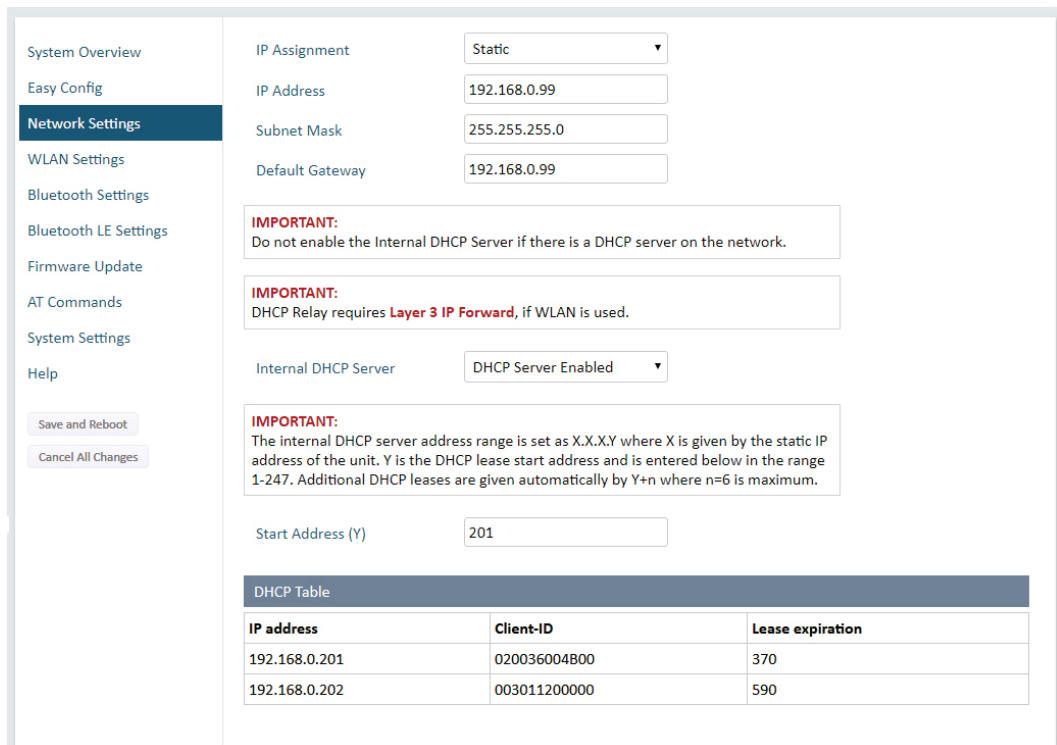 System Overview
Easy Config
Network Settings
WLAN Settings
Bluetooth Settings
Bluetooth LE Settings
Firmware Update
AT Commands
System Settings
Help
Save and Reboot
Cancel All Changes
IP Assignment Static
IP Address 192.168.0.99
Subnet Mask 255.255.255.0
Default Gateway 192.168.0.99
IMPORTANT:
Do not enable the Internal DHCP Server if there is a DHCP server on the network.
IMPORTANT:
DHCP Relay requires Layer 3 IP Forward, if WLAN is used.
Internal DHCP Server DHCP Server Enabled
IMPORTANT:
The internal DHCP server address range is set as X.X.X.Y where X is given by the static IP
address of the unit. Y is the DHCP lease start address and is entered below in the range
1-247. Additional DHCP leases are given automatically by Y+n where n=6 is maximum.
Start Address (Y) 201
DHCP Table
IP address Client-ID Lease expiration
192.168.0.201 020036004B00 370
192.168.0.202 003011200000 590